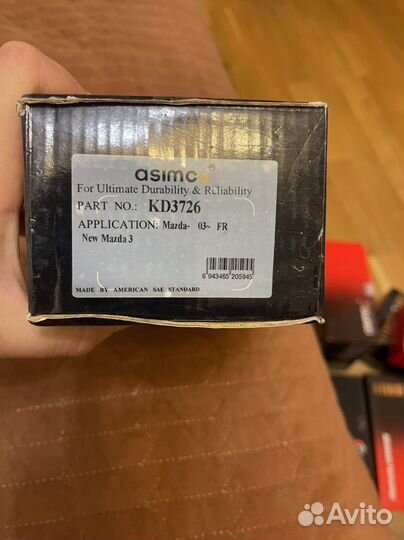 asimco®
For Ultimate Durability & Reliability
PART NO.: KD3726
APPLICATION: Mazda- 03~ FR
New Mazda 3
6 943465 205945
MADE BY AMERICAN SAE STANDARD
Avito